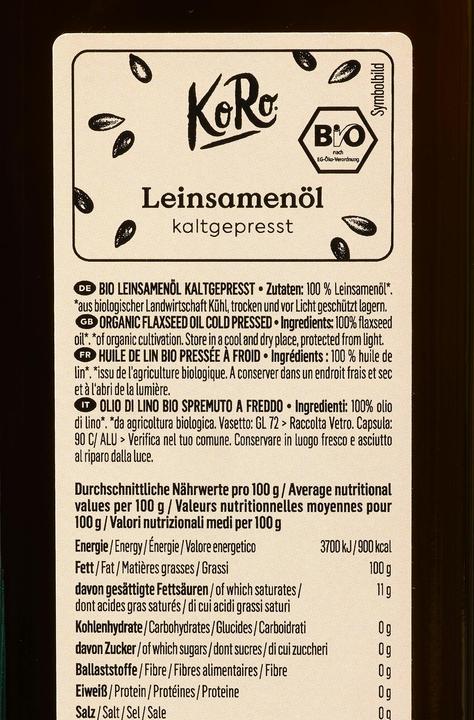 KoRo
Symbolbild
BIO
nach
EG-Öko-Verordnung
Leinsamenöl
kaltgepresst
DE BIO LEINSAMENÖL KALTGEPRESST • Zutaten: 100 % Leinsamenöl*.
*aus biologischer Landwirtschaft Kühl, trocken und vor Licht geschützt lagern.
GB ORGANIC FLAXSEED OIL COLD PRESSED • Ingredients: 100% flaxseed
oil*. *of organic cultivation. Store in a cool and dry place, protected from light.
FR HUILE DE LIN BIO PRESSÉE À FROID • Ingrédients : 100 % huile de
lin*. *issu de l'agriculture biologique. A conserver dans un endroit frais et sec
et à l'abri de la lumière.
IT OLIO DI LINO BIO SPREMUTO A FREDDO • Ingredienti: 100% olio
di lino*. *da agricoltura biologica. Vasetto: GL 72 > Raccolta Vetro. Capsula:
90 C/ ALU > Verifica nel tuo comune. Conservare in luogo fresco e asciutto
al riparo dalla luce.
Durchschnittliche Nährwerte pro 100 g / Average nutritional
values per 100 g / Valeurs nutritionnelles moyennes pour
100 g / Valori nutrizionali medi per 100 g
Energie / Energy / Énergie / Valore energetico 3700 kJ / 900 kcal
Fett / Fat / Matières grasses / Grassi 100 g
davon gesättigte Fettsäuren / of which saturates / 11 g
dont acides gras saturés / di cui acidi grassi saturi
Kohlenhydrate / Carbohydrates / Glucides / Carboidrati 0 g
davon Zucker / of which sugars / dont sucres / di cui zuccheri 0 g
Ballaststoffe / Fibre / Fibres alimentaires / Fibre 0 g
Eiweiß / Protein / Protéines / Proteine 0 g
Salz / Salt / Sel / Sale 0 g